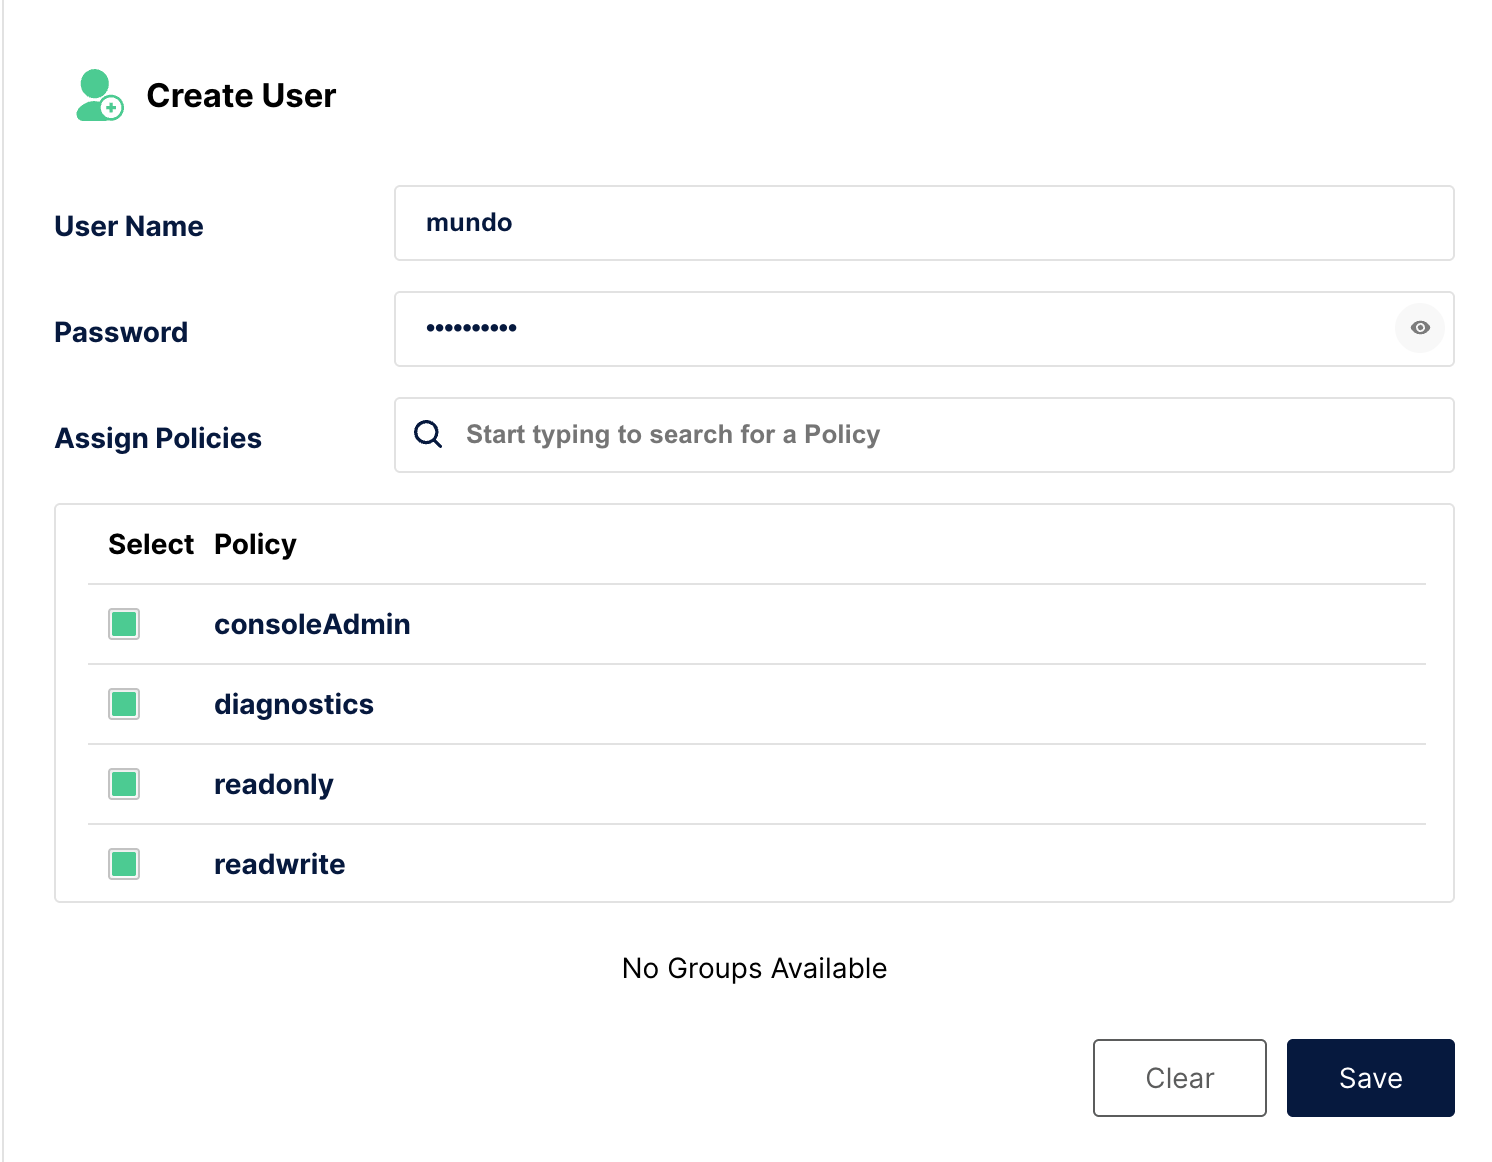 Create User
User Name
mundo
Password
••••••••••
Assign Policies
Start typing to search for a Policy
Select Policy
consoleAdmin
diagnostics
readonly
readwrite
No Groups Available
Clear
Save